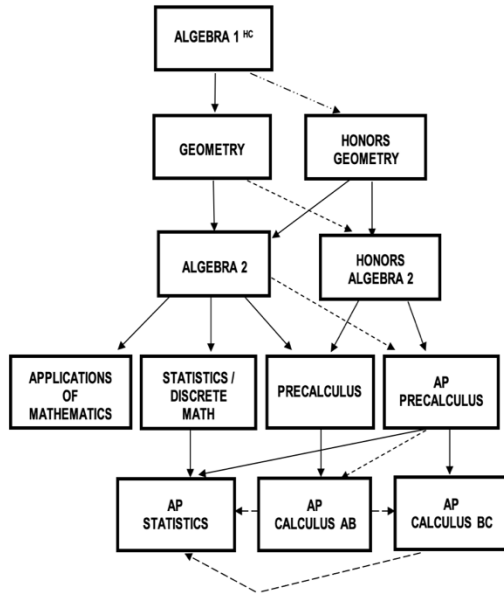 ALGEBRA 1 HC
GEOMETRY
HONORS
GEOMETRY
ALGEBRA 2
HONORS
ALGEBRA 2
APPLICATIONS
OF
MATHEMATICS
STATISTICS /
DISCRETE
MATH
PRECALCULUS
AP
PRECALCULUS
AP
STATISTICS
AP
CALCULUS AB
AP
CALCULUS BC